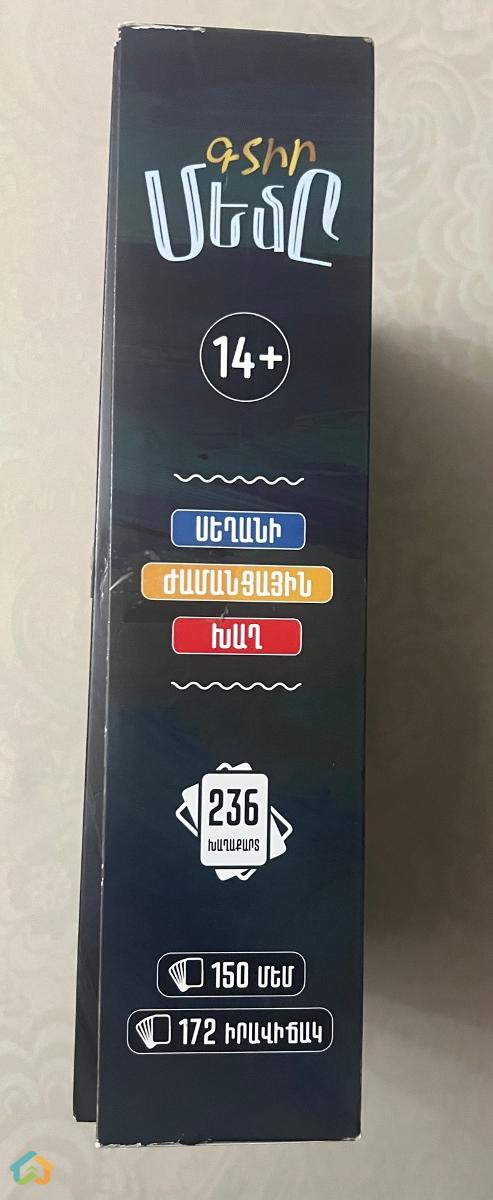 ԳՏԻՐ
ՄԵմԸ
14+
ՍԵՂԱՆԻ
ԺԱՄԱՆՑԱՅԻՆ
ԽԱՂ
236
ԽԱՂԱՔԱՐՏ
150 ՄԵՄ
172 ԻՐԱՎԻՃԱԿ